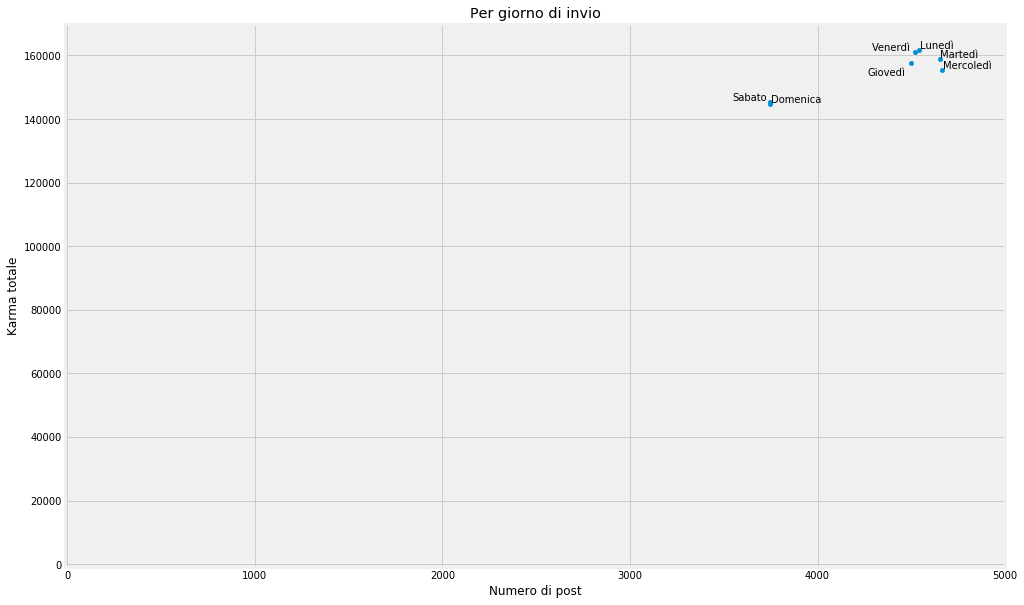 Per giorno di invio
Karma totale
160000
140000
120000
100000
80000
60000
40000
20000
0
Venerdì
Lunedì
Martedì
Mercoledì
Giovedì
Sabato
Domenica
0
1000
2000
3000
4000
5000
Numero di post